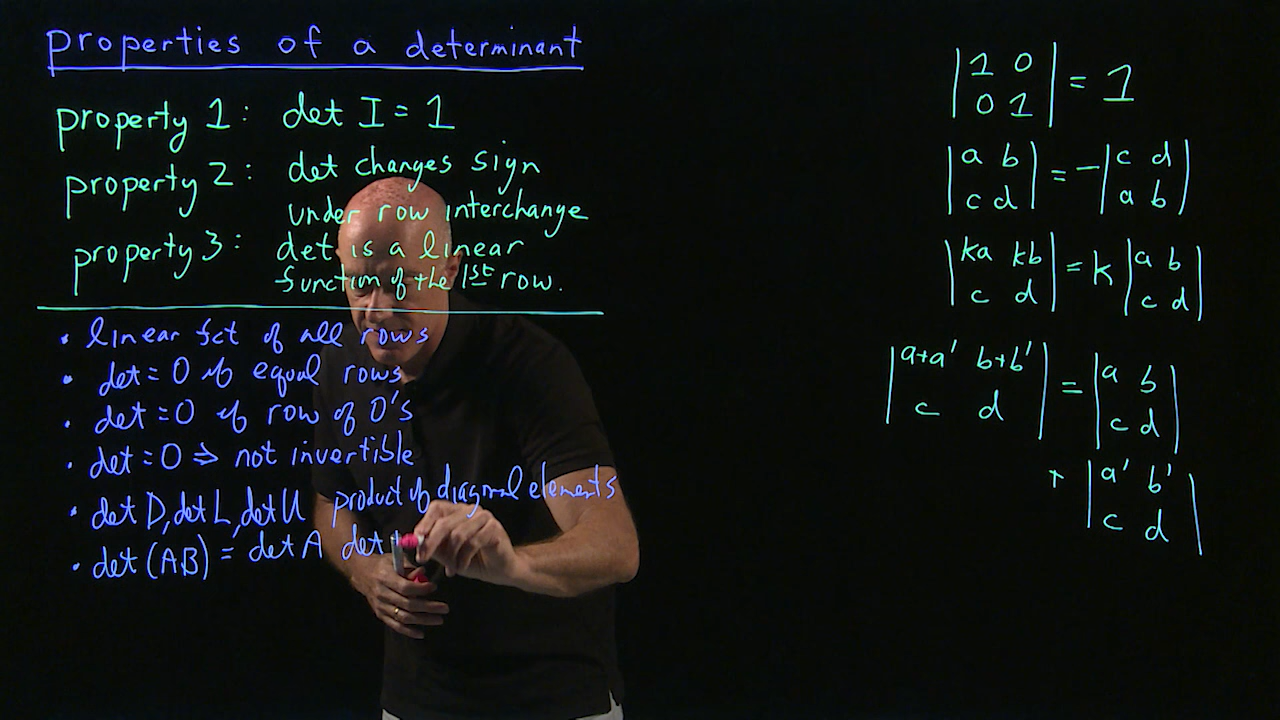 properties of a determinant
property 1: det I = 1
property 2: det changes sign
under row interchange
property 3: det is a linear
function of the 1st row.
• linear fct of all rows
• det = 0 if equal rows
• det = 0 if row of 0's
• det = 0 ⇒ not invertible
• det D, det L, det U product of diagonal elements
• det (AB) = det A det
|1 0| = 1
|0 1|
|a b| = - |c d|
|c d| |a b|
|ka kb| = k |a b|
|c d| |c d|
|a+a' b+b'| = |a b|
|c d| |c d|
+ |a' b'|
|c d|